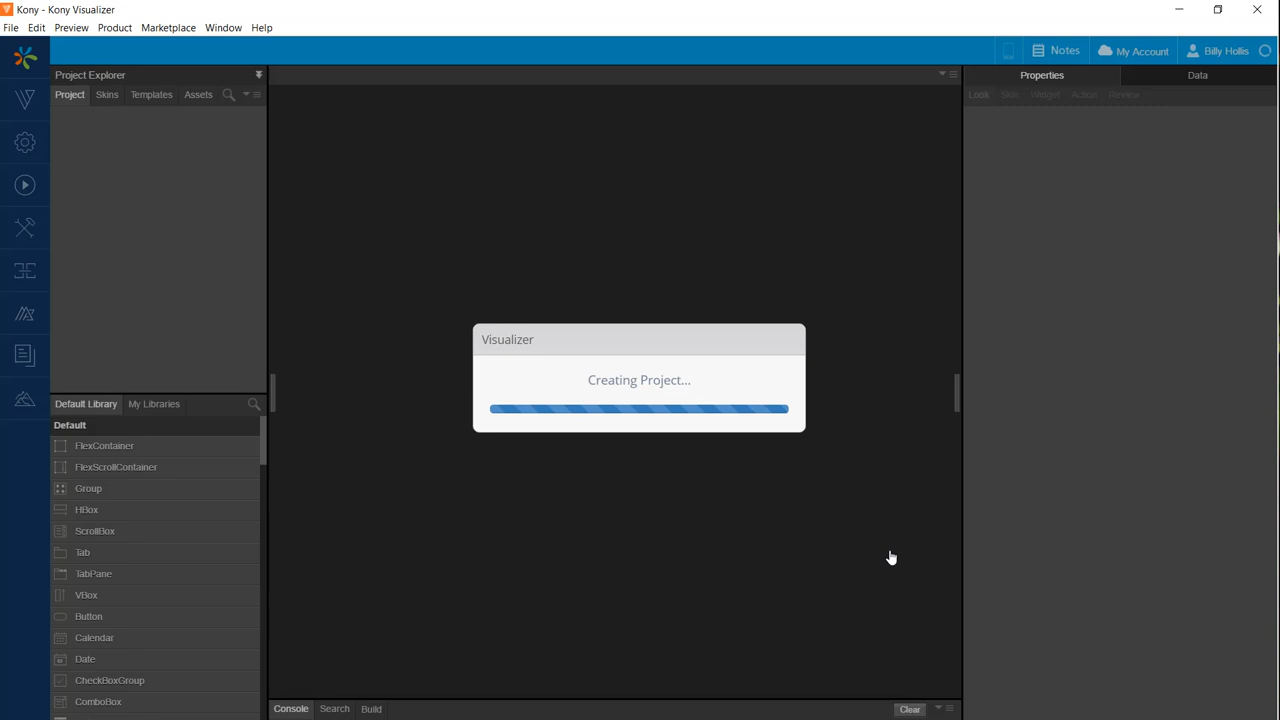 Kony - Kony Visualizer
File Edit Preview Product Marketplace Window Help
Notes My Account Billy Hollis
Project Explorer
Properties Data
Project Skins Templates Assets
Look Skin Widget Action Review
Visualizer
Creating Project...
Default Library My Libraries
Default
FlexContainer
FlexScrollContainer
Group
HBox
ScrollBox
Tab
TabPane
VBox
Button
Calendar
Date
CheckBoxGroup
ComboBox
Console Search Build Clear